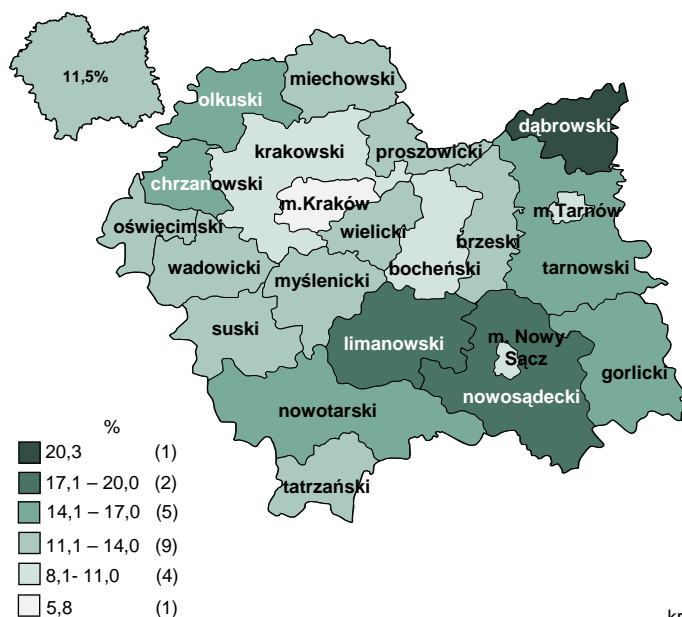 11,5%
miechowski
olkuski
dąbrowski
krakowski
proszowicki
chrzanowski
m.Kraków
m.Tarnów
oświęcimski
wielicki
brzeski
wadowicki
bocheński
tarnowski
myślenicki
suski
limanowski
m. Nowy
Sącz
gorlicki
nowosądecki
nowotarski
tatrzański
%
20,3 (1)
17,1 – 20,0 (2)
14,1 – 17,0 (5)
11,1 – 14,0 (9)
8,1- 11,0 (4)
5,8 (1)